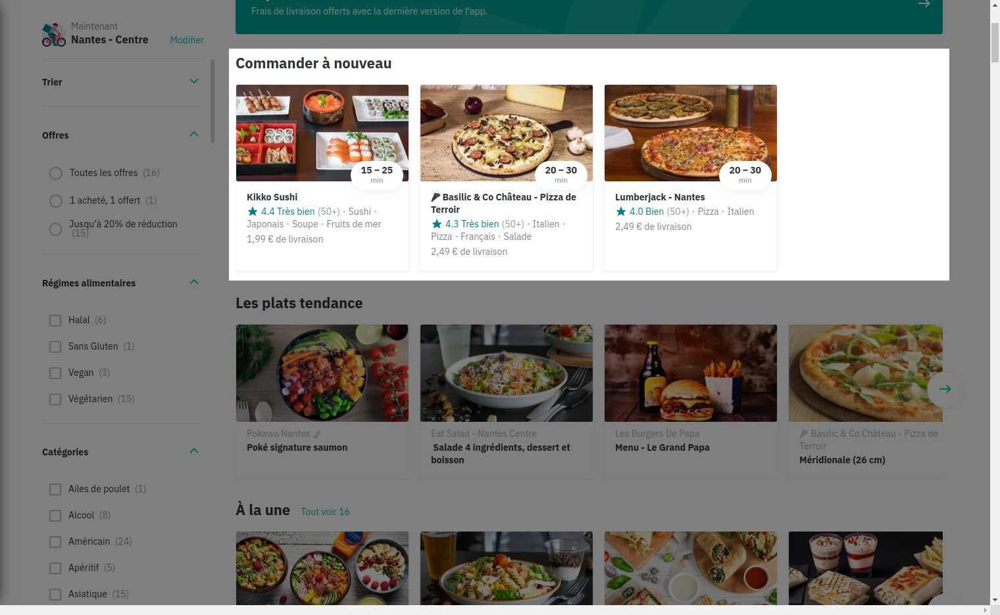 Frais de livraison offerts avec la dernière version de l'app.
Maintenant
Nantes - Centre
Modifier
Trier
Offres
Toutes les offres (16)
1 acheté, 1 offert (1)
Jusqu'à 20% de réduction
(15)
Régimes alimentaires
Halal (6)
Sans Gluten (1)
Vegan (3)
Végétarien (15)
Catégories
Ailes de poulet (1)
Alcool (8)
Américain (24)
Apéritif (5)
Asiatique (15)
Commander à nouveau
15 – 25
min
Kikko Sushi
4.4 Très bien (50+) · Sushi ·
Japonais · Soupe · Fruits de mer
1,99 € de livraison
20 – 30
min
🍕 Basilic & Co Château - Pizza de
Terroir
4.3 Très bien (50+) · Italien ·
Pizza · Français · Salade
2,49 € de livraison
20 – 30
min
Lumberjack - Nantes
4.0 Bien (50+) · Pizza · Italien
2,49 € de livraison
Les plats tendance
Pokawa Nantes
Poké signature saumon
Eat Salad - Nantes Centre
Salade 4 ingrédients, dessert et
boisson
Les Burgers De Papa
Menu - Le Grand Papa
🍕 Basilic & Co Château - Pizza de
Terroir
Méridionale (26 cm)
À la une
Tout voir 16